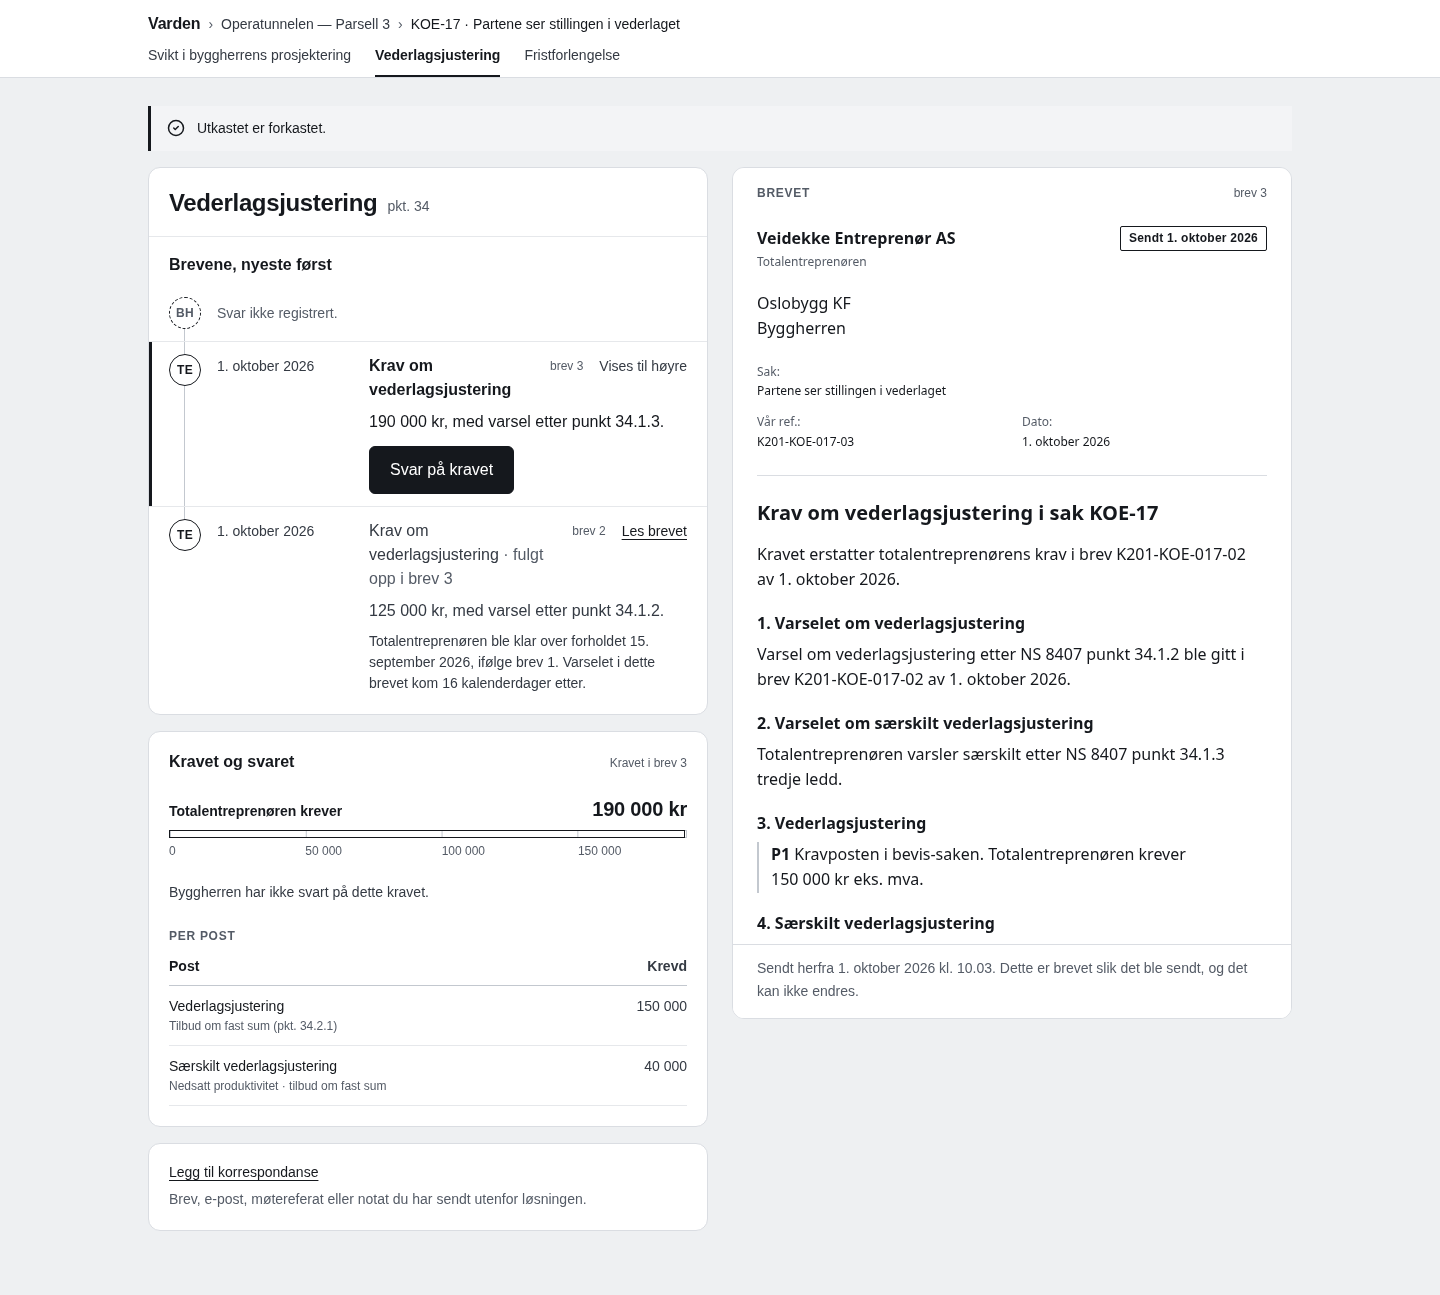 Varden › Operatunnelen — Parsell 3 › KOE-17 · Partene ser stillingen i vederlaget
Svikt i byggherrens prosjektering Vederlagsjustering Fristforlengelse
Utkastet er forkastet.
Vederlagsjustering pkt. 34
Brevene, nyeste først
BH Svar ikke registrert.
TE 1. oktober 2026 Krav om brev 3 Vises til høyre
vederlagsjustering
190 000 kr, med varsel etter punkt 34.1.3.
Svar på kravet
TE 1. oktober 2026 Krav om brev 2 Les brevet
vederlagsjustering · fulgt
opp i brev 3
125 000 kr, med varsel etter punkt 34.1.2.
Totalentreprenøren ble klar over forholdet 15.
september 2026, ifølge brev 1. Varselet i dette
brevet kom 16 kalenderdager etter.
Kravet og svaret Kravet i brev 3
Totalentreprenøren krever 190 000 kr
0 50 000 100 000 150 000
Byggherren har ikke svart på dette kravet.
PER POST
Post Krevd
Vederlagsjustering 150 000
Tilbud om fast sum (pkt. 34.2.1)
Særskilt vederlagsjustering 40 000
Nedsatt produktivitet · tilbud om fast sum
Legg til korrespondanse
Brev, e-post, møtereferat eller notat du har sendt utenfor løsningen.
BREVET brev 3
Veidekke Entreprenør AS Sendt 1. oktober 2026
Totalentreprenøren
Oslobygg KF
Byggherren
Sak:
Partene ser stillingen i vederlaget
Vår ref.: Dato:
K201-KOE-017-03 1. oktober 2026
Krav om vederlagsjustering i sak KOE-17
Kravet erstatter totalentreprenørens krav i brev K201-KOE-017-02
av 1. oktober 2026.
1. Varselet om vederlagsjustering
Varsel om vederlagsjustering etter NS 8407 punkt 34.1.2 ble gitt i
brev K201-KOE-017-02 av 1. oktober 2026.
2. Varselet om særskilt vederlagsjustering
Totalentreprenøren varsler særskilt etter NS 8407 punkt 34.1.3
tredje ledd.
3. Vederlagsjustering
P1 Kravposten i bevis-saken. Totalentreprenøren krever
150 000 kr eks. mva.
4. Særskilt vederlagsjustering
Sendt herfra 1. oktober 2026 kl. 10.03. Dette er brevet slik det ble sendt, og det
kan ikke endres.